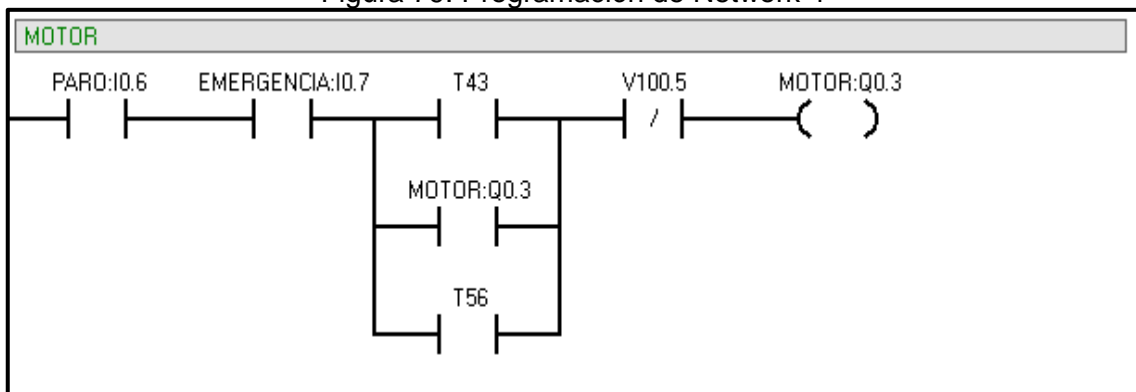 MOTOR
PARO:I0.6 EMERGENCIA:I0.7 T43 V100.5 MOTOR:Q0.3
/
MOTOR:Q0.3
T56